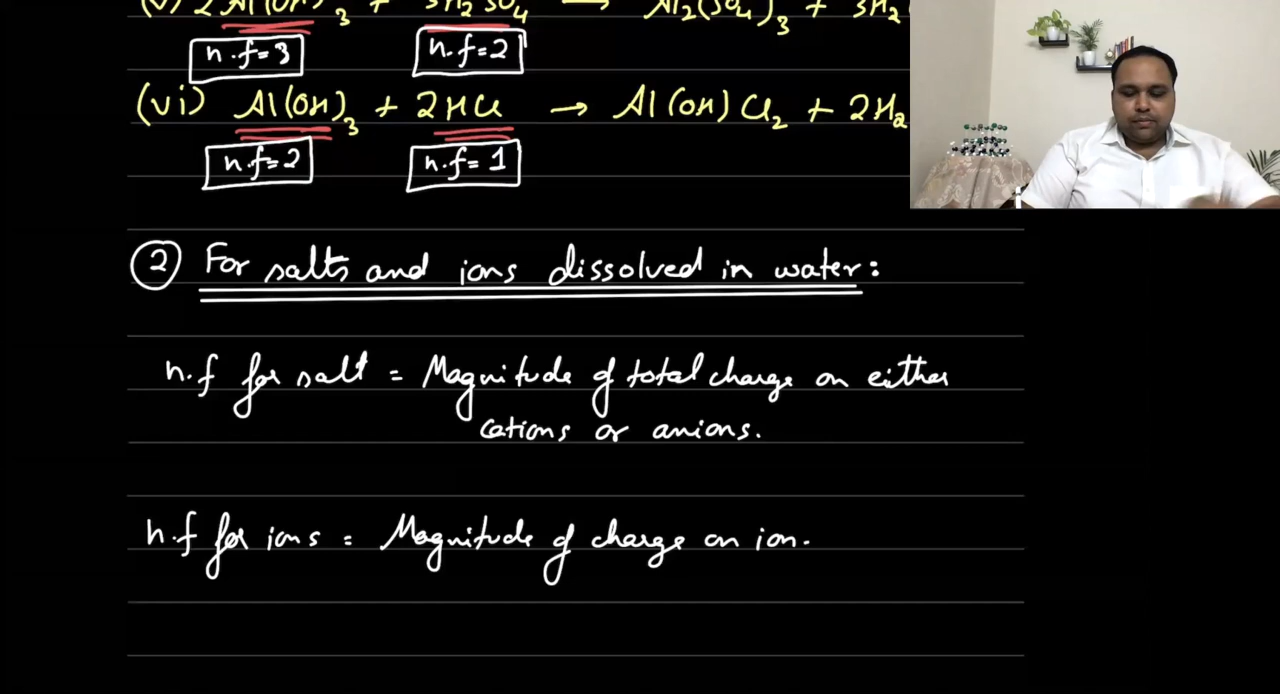 (v) 2Al(OH)₃ + 3H₂SO₄ → Al₂(SO₄)₃ + 3H₂
n.f=3 n.f=2
(vi) Al(OH)₃ + 2HCl → Al(OH)Cl₂ + 2H₂
n.f=2 n.f=1
② For salts and ions dissolved in water:
n.f for salt = Magnitude of total charge on either
cations or anions.
n.f for ions = Magnitude of charge on ion.